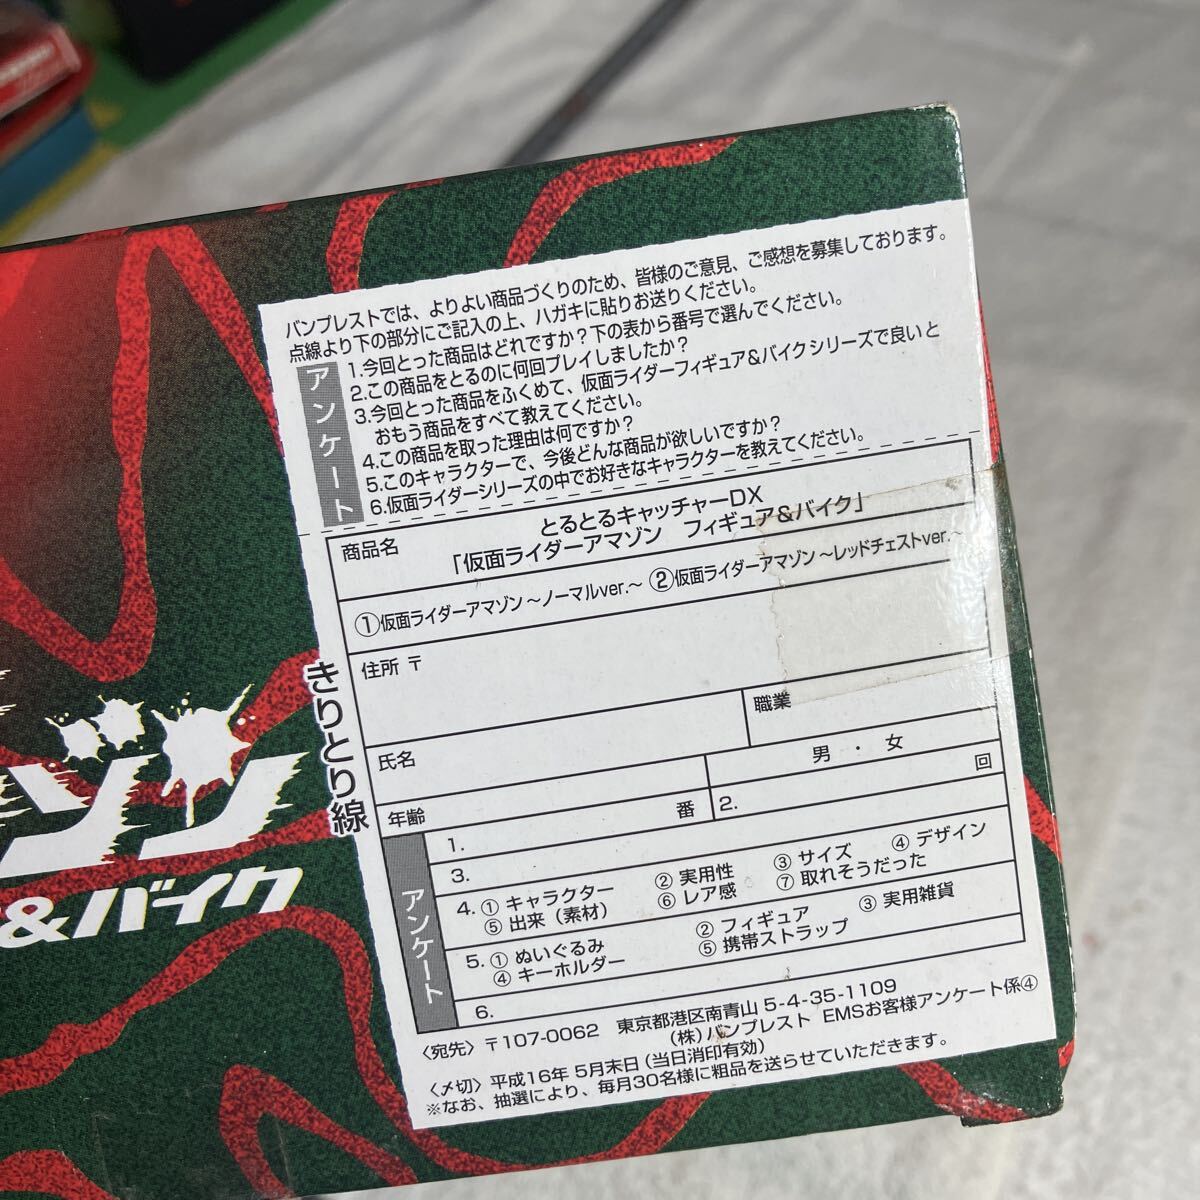 バンプレストでは、よりよい商品づくりのため、皆様のご意見、ご感想を募集しております。
点線より下の部分にご記入の上、ハガキに貼りお送りください。
アンケート
1.今回とった商品はどれですか?下の表から番号で選んでください。
2.この商品をとるのに何回プレイしましたか?
3.今回とった商品をふくめて、仮面ライダーフィギュア&バイクシリーズで良いと
おもう商品をすべて教えてください。
4.この商品を取った理由は何ですか?
5.このキャラクターで、今後どんな商品が欲しいですか?
6.仮面ライダーシリーズの中でお好きなキャラクターを教えてください。
きりとり線
商品名
とるとるキャッチャーDX
「仮面ライダーアマゾン フィギュア&バイク」
①仮面ライダーアマゾン ～ノーマルver.～ ②仮面ライダーアマゾン ～レッドチェストver.～
住所 〒
氏名
職業
年齢
男 ・ 女
アンケート
1. 番
2. 回
3.
4. ① キャラクター ② 実用性 ③ サイズ ④ デザイン
⑤ 出来（素材） ⑥ レア感 ⑦ 取れそうだった
5. ① ぬいぐるみ ② フィギュア ③ 実用雑貨
④ キーホルダー ⑤ 携帯ストラップ
6.
〈宛先〉〒107-0062 東京都港区南青山 5-4-35-1109
(株)バンプレスト EMSお客様アンケート係④
〈〆切〉平成16年 5月末日(当日消印有効)
※なお、抽選により、毎月30名様に粗品を送らせていただきます。
ゾン
&バイク